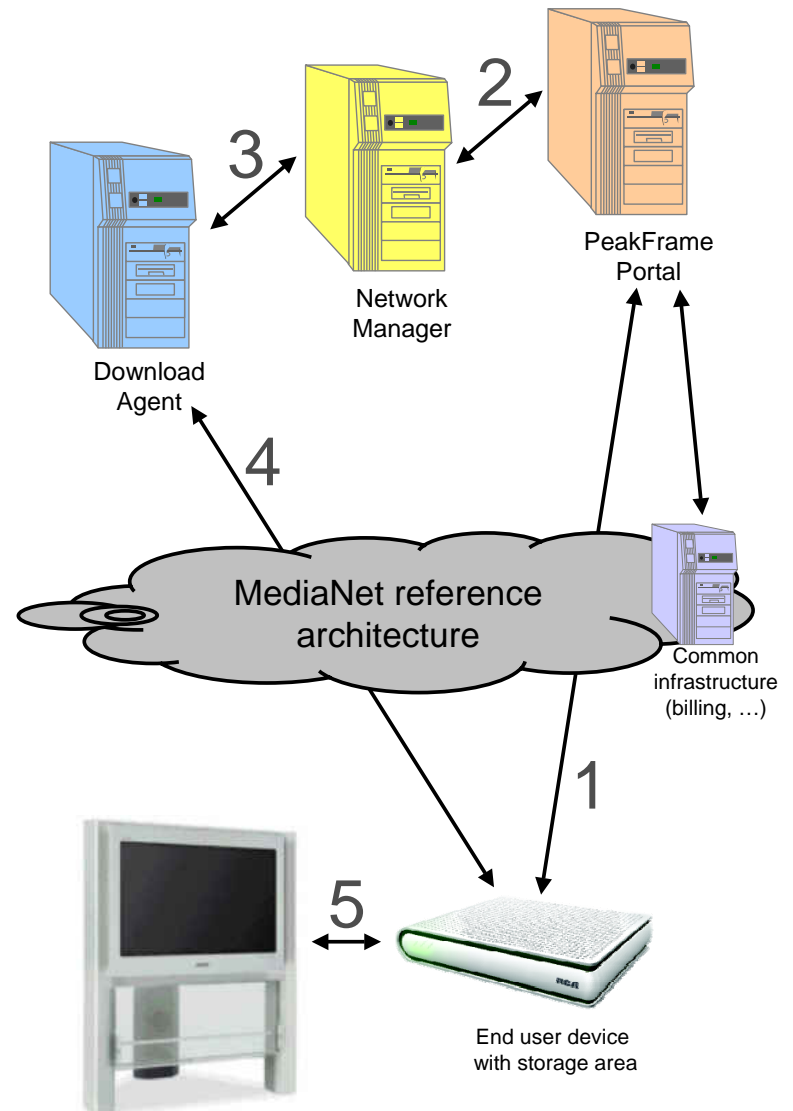 2
3
PeakFrame
Portal
Network
Manager
Download
Agent
4
MediaNet reference
architecture
Common
infrastructure
(billing, …)
1
5
RCA
End user device
with storage area